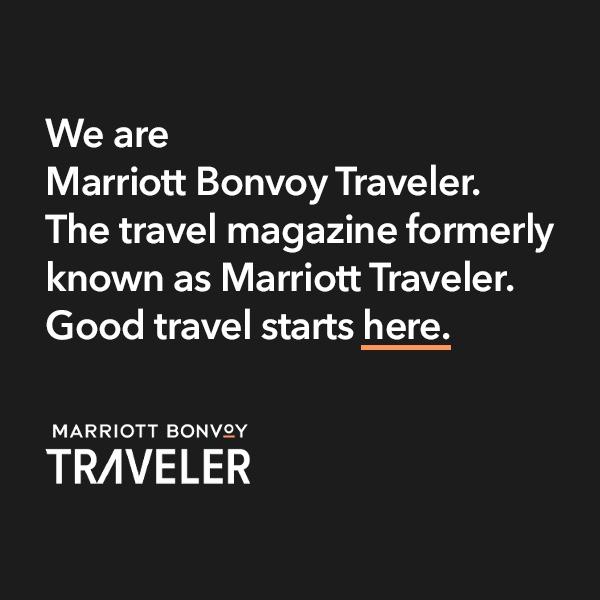 We are
Marriott Bonvoy Traveler.
The travel magazine formerly
known as Marriott Traveler.
Good travel starts here.
MARRIOTT BONVOY
TRAVELER